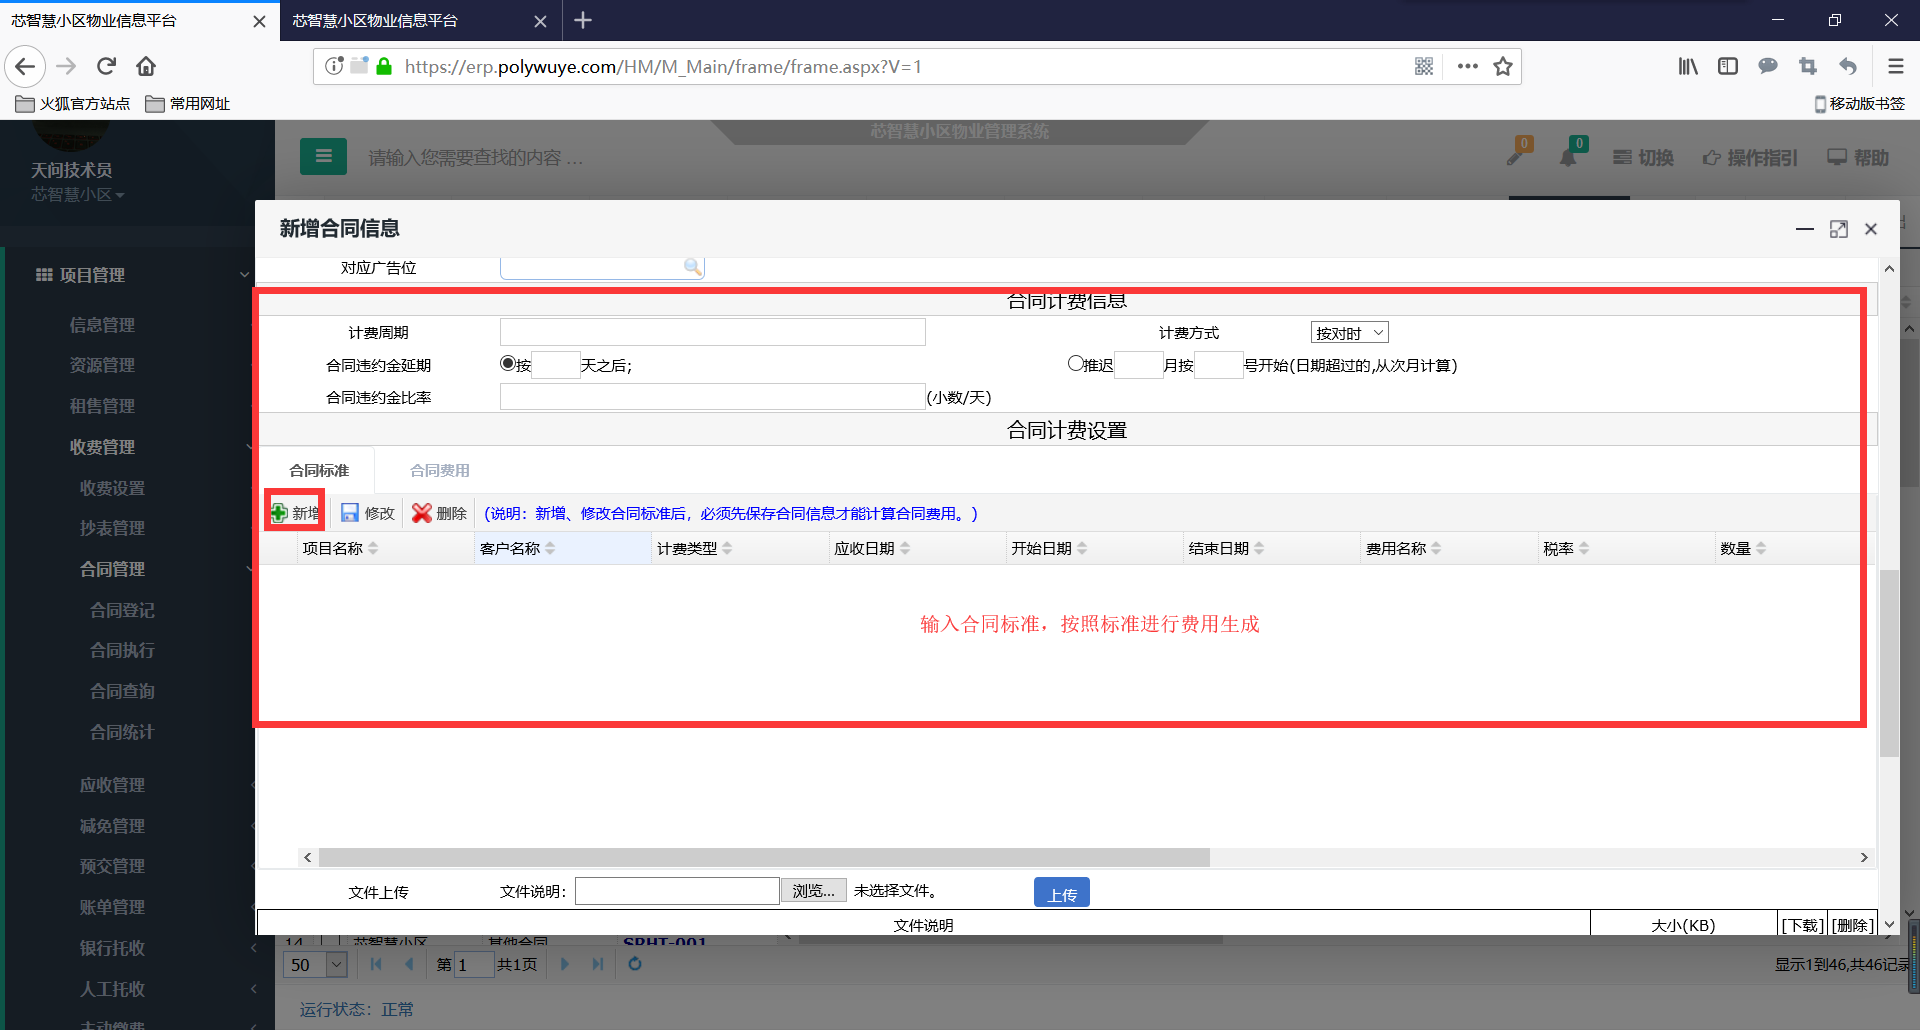 芯智慧小区物业信息平台
芯智慧小区物业信息平台
https://erp.polywuye.com/HM/M_Main/frame/frame.aspx?V=1
火狐官方站点
常用网址
移动版书签
芯智慧小区物业管理系统
天问技术员
芯智慧小区
请输入您需要查找的内容 ...
0
0
切换
操作指引
帮助
项目管理
信息管理
资源管理
租售管理
收费管理
收费设置
抄表管理
合同管理
合同登记
合同执行
合同查询
合同统计
应收管理
减免管理
预交管理
账单管理
银行托收
人工托收
主动缴费
新增合同信息
对应广告位
合同计费信息
计费周期
计费方式
按对时
合同违约金延期
按
天之后;
推迟
月按
号开始(日期超过的,从次月计算)
合同违约金比率
(小数/天)
合同计费设置
合同标准
合同费用
新增
修改
删除
(说明：新增、修改合同标准后，必须先保存合同信息才能计算合同费用。)
项目名称
客户名称
计费类型
应收日期
开始日期
结束日期
费用名称
税率
数量
输入合同标准，按照标准进行费用生成
文件上传
文件说明：
浏览...
未选择文件。
上传
文件说明
大小(KB)
[下载]
[删除]
14
芯智慧小区
其他合同
SPHT-001
50
第
1
共1页
显示1到46,共46记录
运行状态：正常